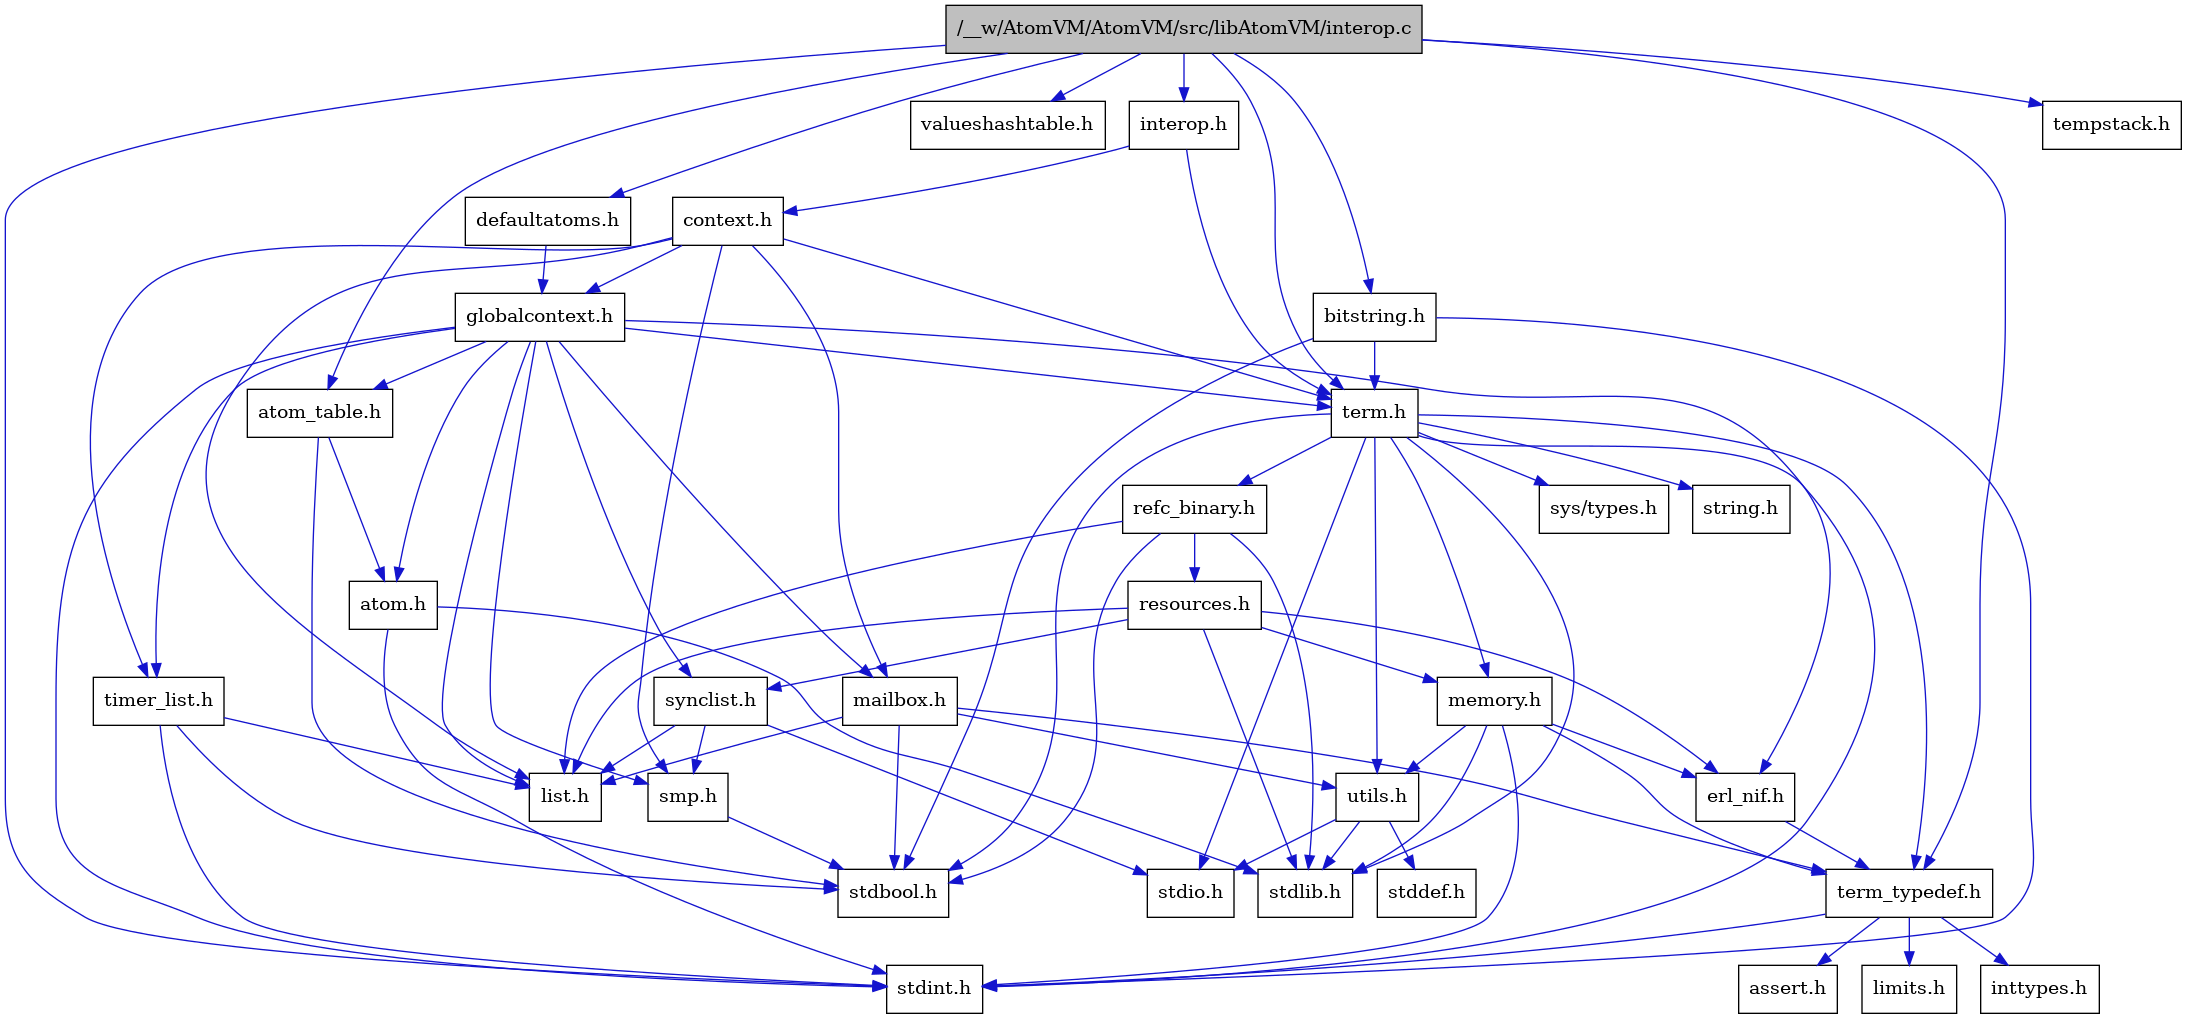 /__w/AtomVM/AtomVM/src/libAtomVM/interop.c
valueshashtable.h
interop.h
tempstack.h
defaultatoms.h
context.h
globalcontext.h
bitstring.h
atom_table.h
term.h
refc_binary.h
sys/types.h
string.h
atom.h
resources.h
timer_list.h
synclist.h
mailbox.h
memory.h
list.h
smp.h
utils.h
erl_nif.h
stdbool.h
stdio.h
stdlib.h
stddef.h
term_typedef.h
stdint.h
assert.h
limits.h
inttypes.h